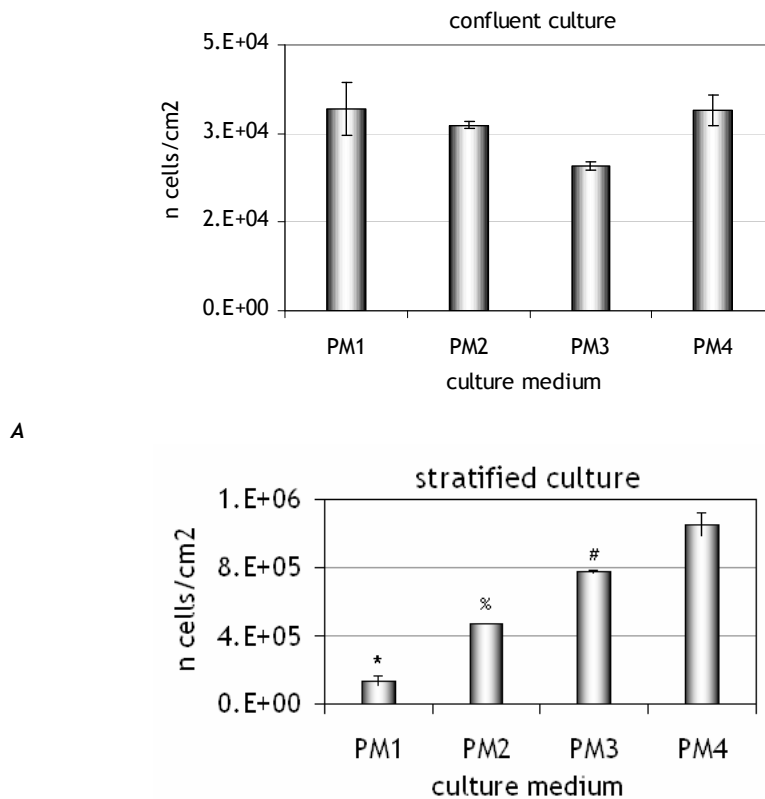 confluent culture
5.E+04
3.E+04
2.E+04
0.E+00
n cells/cm2
PM1 PM2 PM3 PM4
culture medium
A
stratified culture
1.E+06
8.E+05
4.E+05
0.E+00
n cells/cm2
* % #
PM1 PM2 PM3 PM4
culture medium